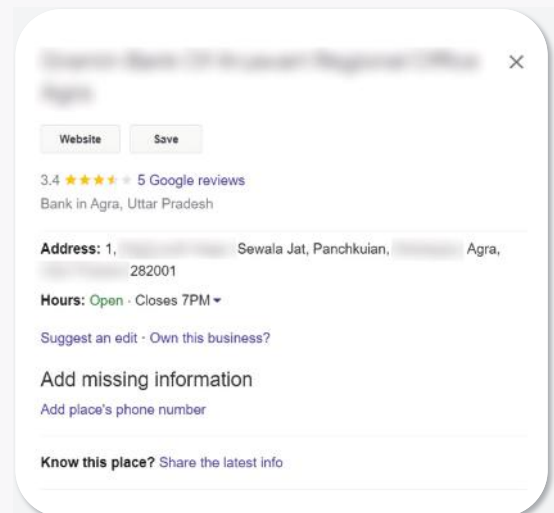 Website Save
3.4 5 Google reviews
Bank in Agra, Uttar Pradesh
Address: 1, Sewala Jat, Panchkuian, Agra,
282001
Hours: Open · Closes 7PM
Suggest an edit · Own this business?
Add missing information
Add place's phone number
Know this place? Share the latest info